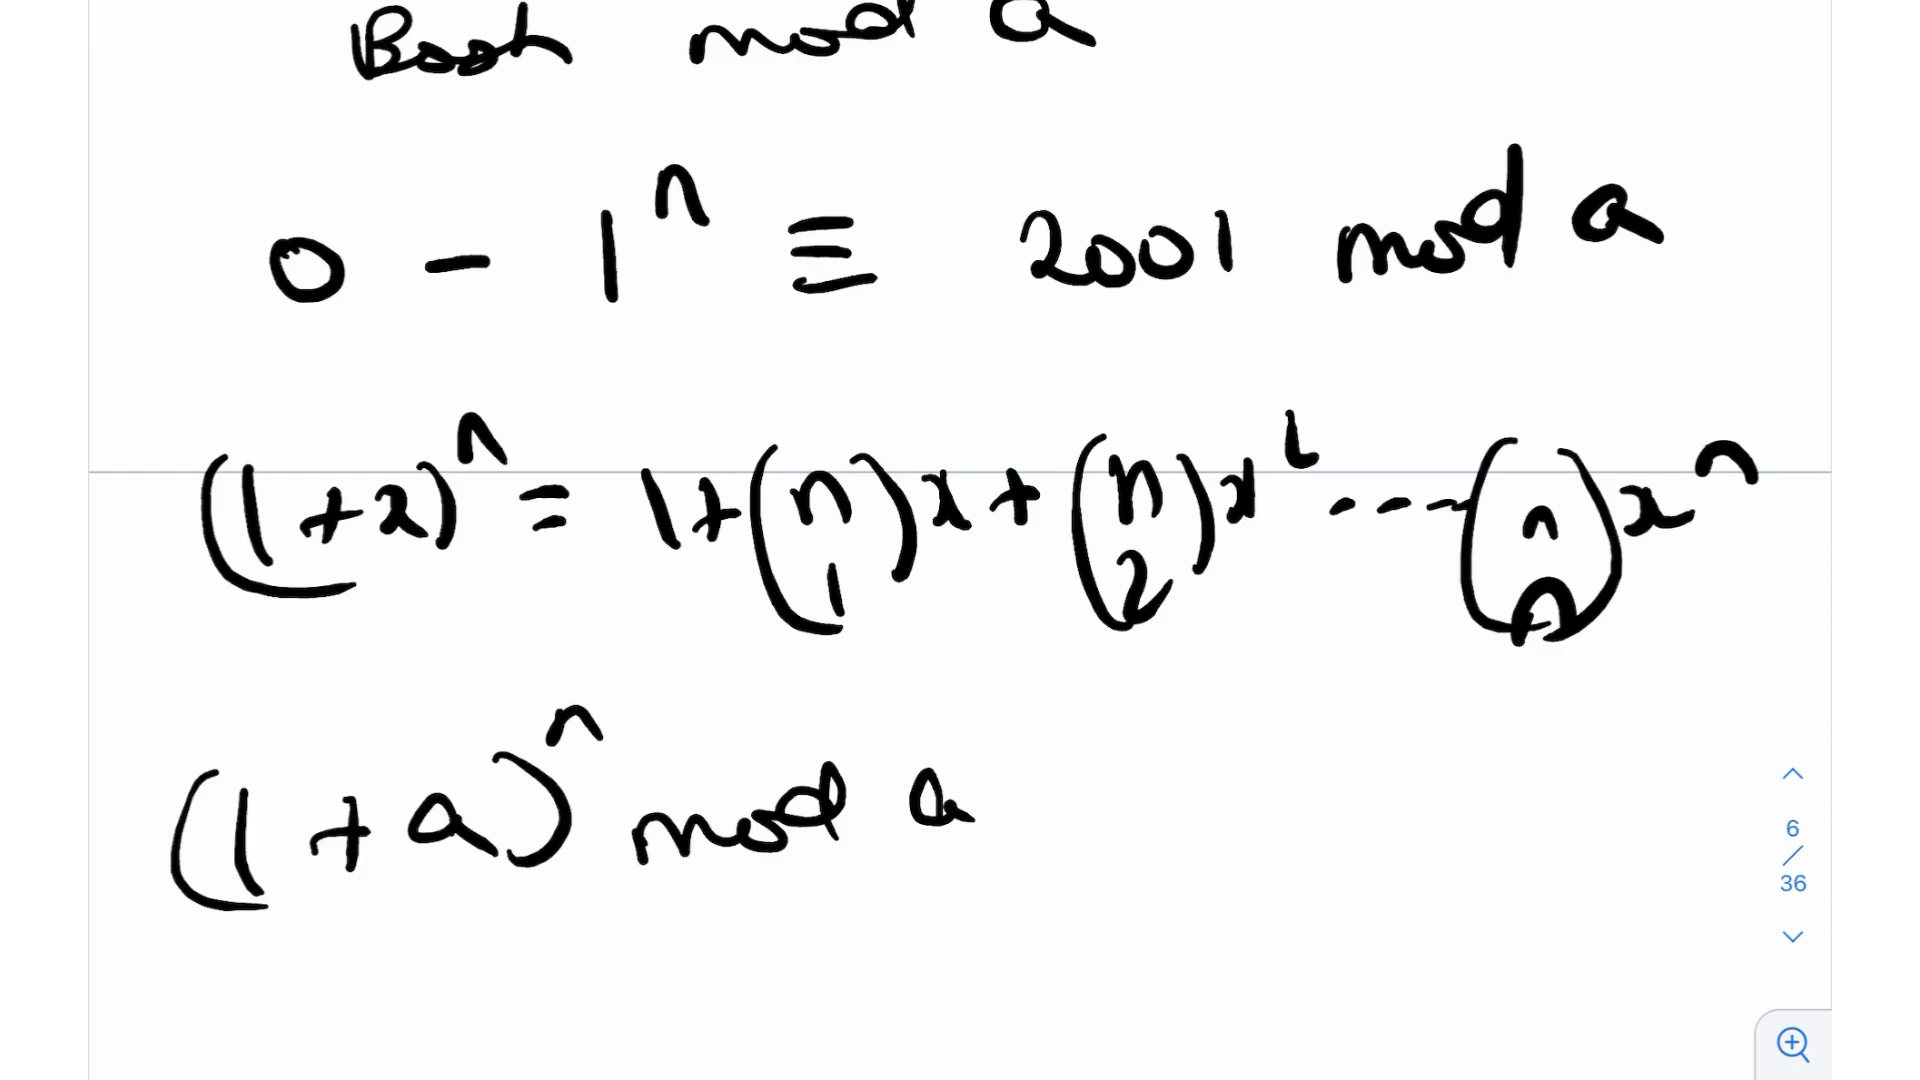 Both mod a
0 - 1^n ≡ 2001 mod a
(1+x)^n = 1+(n 1)x+(n 2)x^2 ---(n n)x^n
(1+a)^n mod a
6
/
36